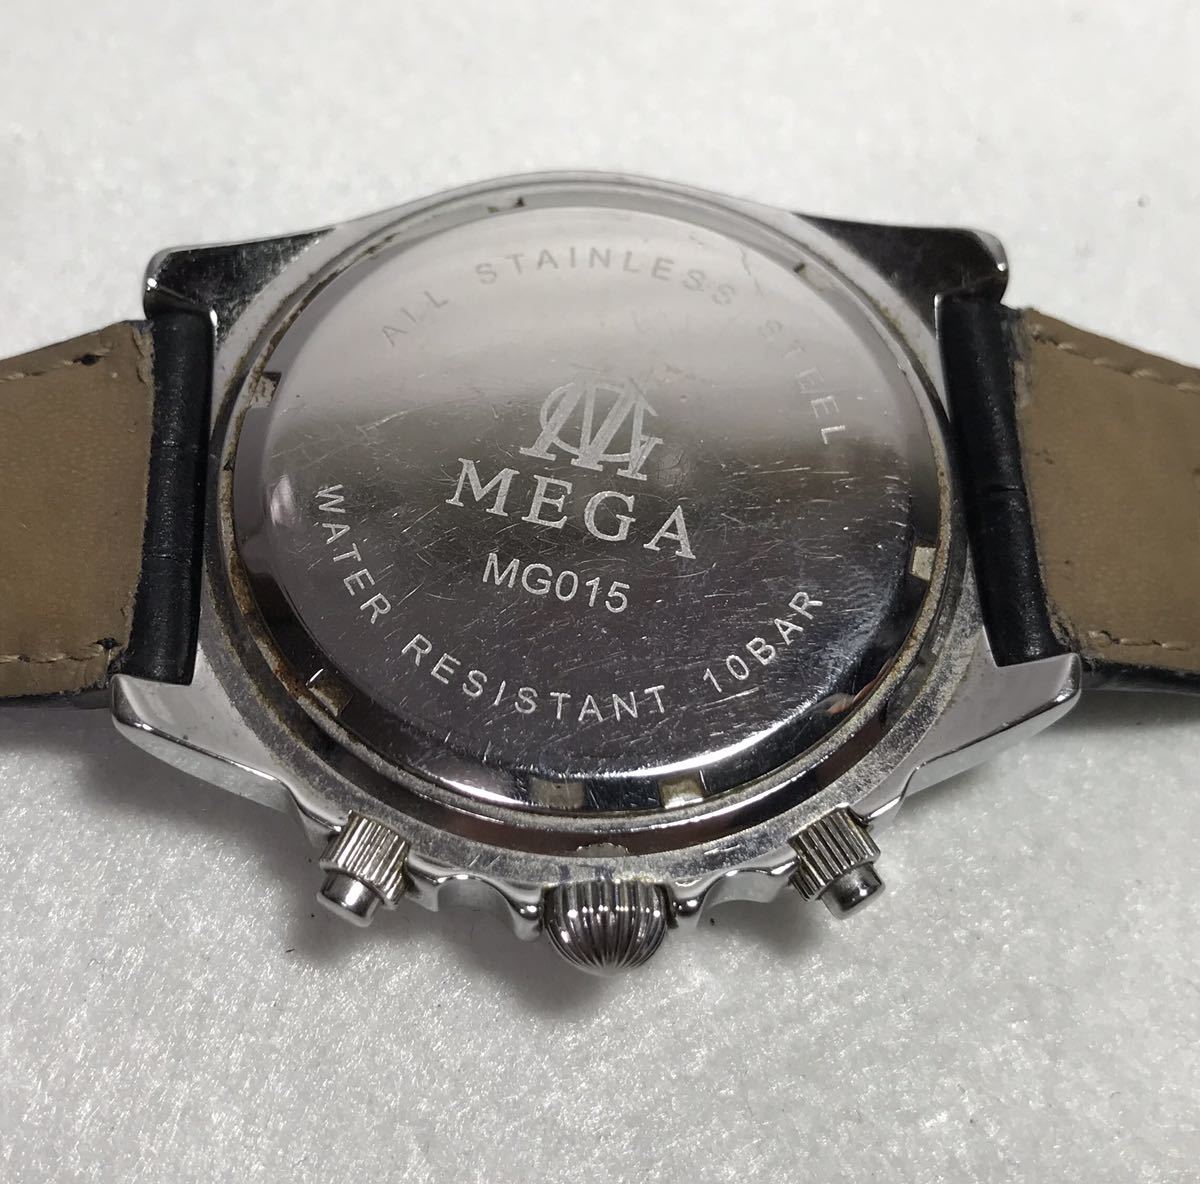 ALL STAINLESS STEEL
MEGA
MG015
WATER RESISTANT 10BAR